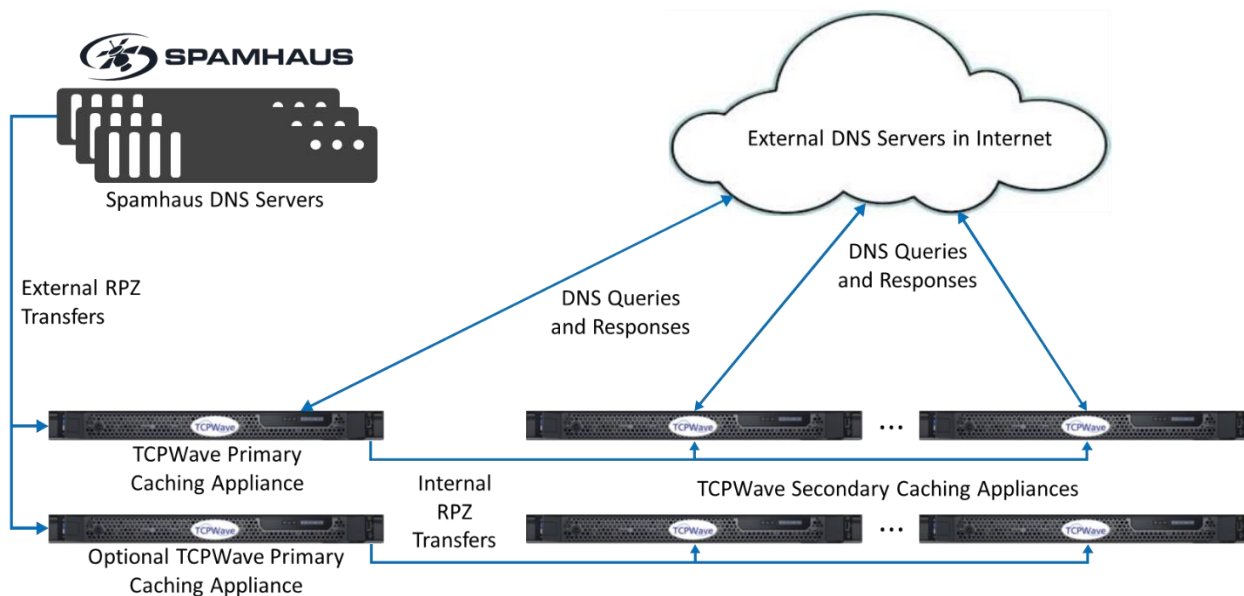 SPAMHAUS
Spamhaus DNS Servers
External DNS Servers in Internet
External RPZ
Transfers
DNS Queries
and Responses
DNS Queries
and Responses
TCPWave
TCPWave
...
TCPWave
TCPWave Primary
Caching Appliance
Internal
RPZ
Transfers
TCPWave Secondary Caching Appliances
TCPWave
TCPWave
...
TCPWave
Optional TCPWave Primary
Caching Appliance